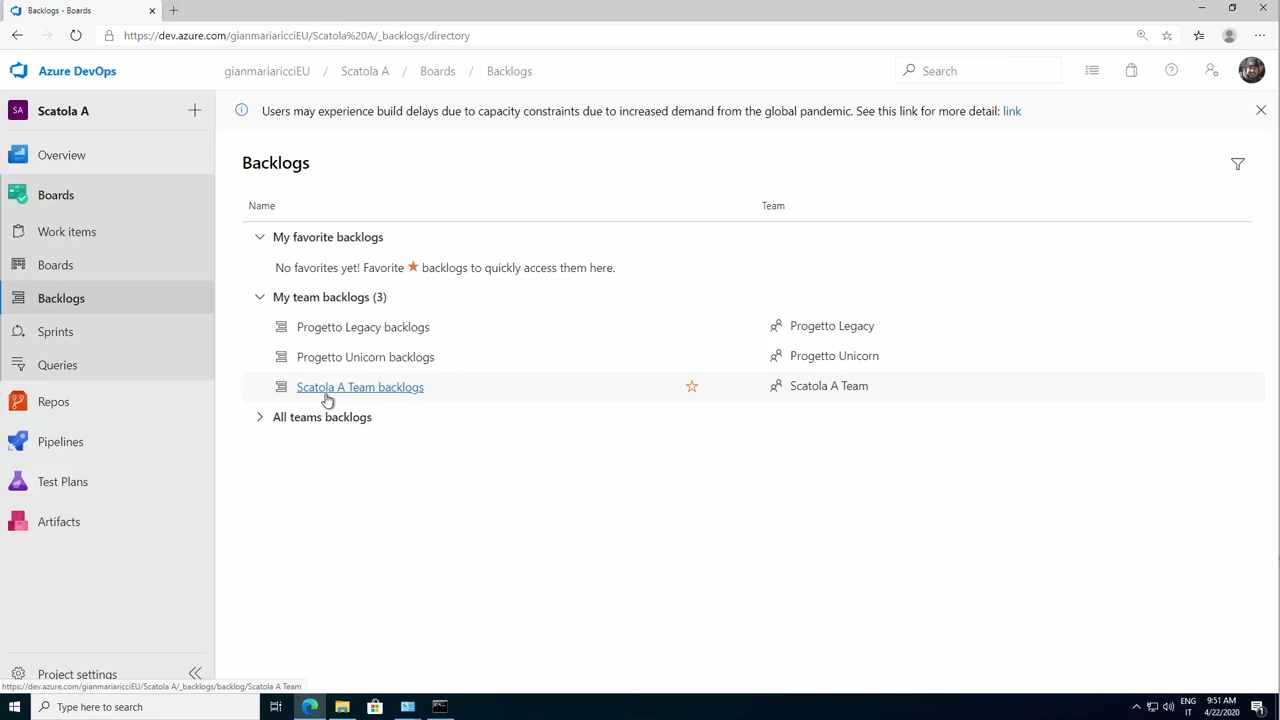 Backlogs - Boards
https://dev.azure.com/gianmariaricciEU/Scatola%20A/_backlogs/directory
Azure DevOps
gianmariaricciEU / Scatola A / Boards / Backlogs
Search
SA Scatola A
Users may experience build delays due to capacity constraints due to increased demand from the global pandemic. See this link for more detail: link
Overview
Boards
Work items
Boards
Backlogs
Sprints
Queries
Repos
Pipelines
Test Plans
Artifacts
Project settings
Backlogs
Name Team
My favorite backlogs
No favorites yet! Favorite ★ backlogs to quickly access them here.
My team backlogs (3)
Progetto Legacy backlogs Progetto Legacy
Progetto Unicorn backlogs Progetto Unicorn
Scatola A Team backlogs Scatola A Team
All teams backlogs
https://dev.azure.com/gianmariaricciEU/Scatola A/_backlogs/backlog/Scatola A Team
Type here to search
ENG
IT
9:51 AM
4/22/2020
1